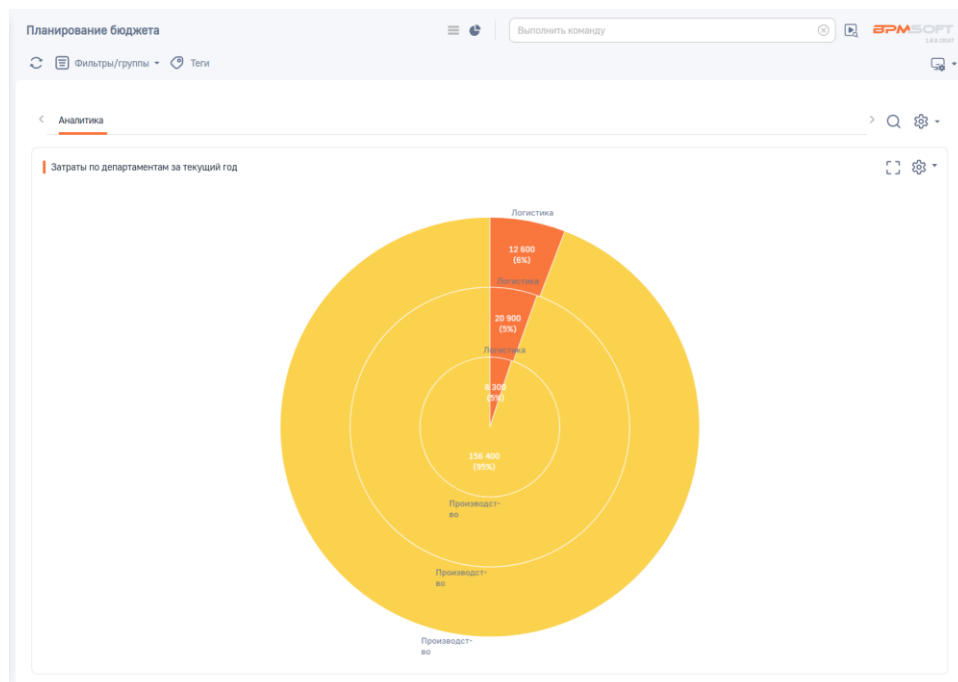 Планирование бюджета
Выполнить команду
BPMSOFT
Фильтры/группы
Теги
Аналитика
Затраты по департаментам за текущий год
Логистика
12 600
(6%)
Логистика
20 900
(5%)
Логистика
8 300
(5%)
156 400
(95%)
Производст-
во
Производст-
во
Производст-
во